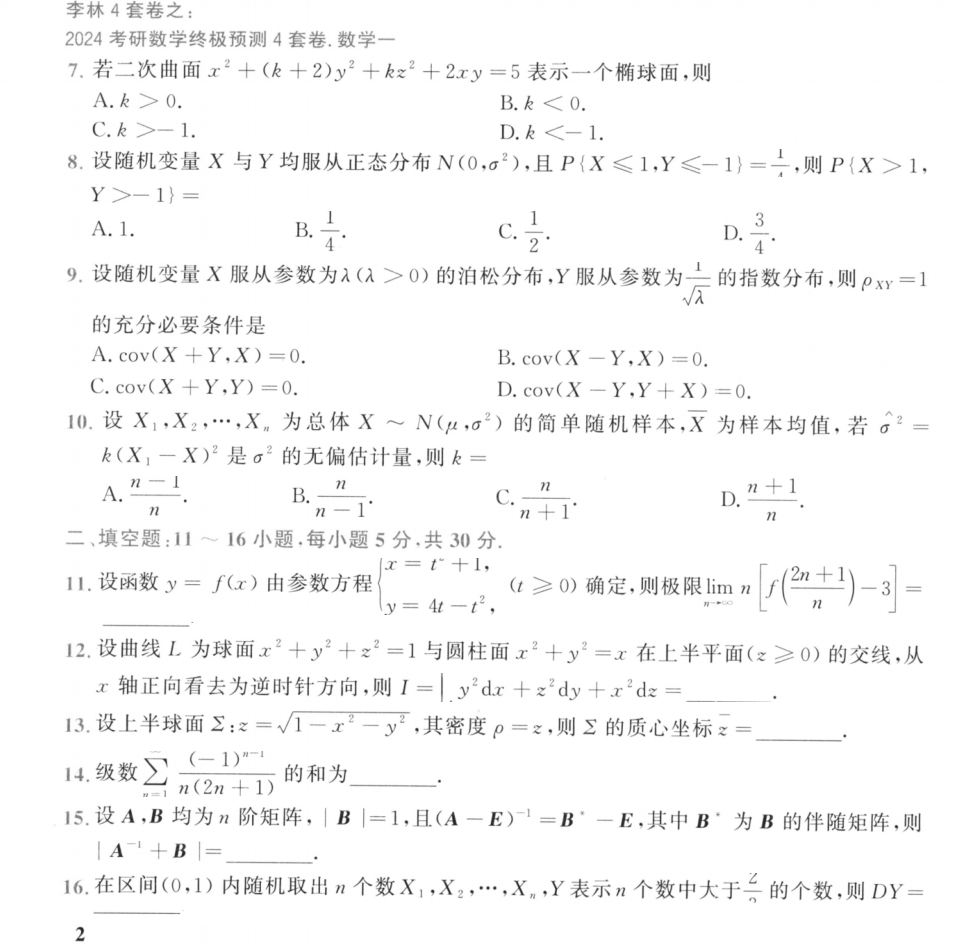 李林4套卷之:
2024考研数学终极预测4套卷.数学一
7. 若二次曲面 x²+(k+2)y²+kz²+2xy=5 表示一个椭球面,则
A. k>0. B. k<0.
C. k>-1. D. k<-1.
8. 设随机变量 X 与 Y 均服从正态分布 N(0,σ²),且 P{X≤1,Y≤-1}=1/4,则 P{X>1,
Y>-1}=
A. 1. B. 1/4. C. 1/2. D. 3/4.
9. 设随机变量 X 服从参数为 λ(λ>0) 的泊松分布,Y 服从参数为 1/√λ 的指数分布,则 ρ_XY=1
的充分必要条件是
A. cov(X+Y,X)=0. B. cov(X-Y,X)=0.
C. cov(X+Y,Y)=0. D. cov(X-Y,Y+X)=0.
10. 设 X₁,X₂,…,Xₙ 为总体 X~N(μ,σ²) 的简单随机样本,X̄ 为样本均值,若 σ̂²=
k(X₁-X)² 是 σ² 的无偏估计量,则 k=
A. (n-1)/n. B. n/(n-1). C. n/(n+1). D. (n+1)/n.
二、填空题:11~16小题,每小题5分,共30分.
11. 设函数 y=f(x) 由参数方程 {x=t²+1, y=4t-t², (t≥0) 确定,则极限 lim_{n→∞} n[f((2n+1)/n)-3]=
______.
12. 设曲线 L 为球面 x²+y²+z²=1 与圆柱面 x²+y²=x 在上半平面(z≥0)的交线,从
x 轴正向看去为逆时针方向,则 I=∫ y²dx+z²dy+x²dz=______.
13. 设上半球面 Σ:z=√(1-x²-y²),其密度 ρ=z,则 Σ 的质心坐标 z̄=______.
14. 级数 ∑_{n=1} (-1)ⁿ⁻¹/(n(2n+1)) 的和为______.
15. 设 A,B 均为 n 阶矩阵,|B|=1,且(A-E)⁻¹=B*-E,其中 B* 为 B 的伴随矩阵,则
|A⁻¹+B|=______.
16. 在区间(0,1) 内随机取出 n 个数 X₁,X₂,…,Xₙ,Y 表示 n 个数中大于 的个数,则 DY=
______
2